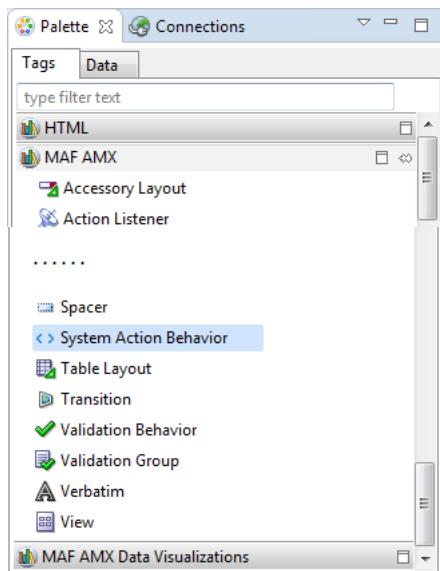 Palette Connections
Tags Data
type filter text
HTML
MAF AMX
Accessory Layout
Action Listener
......
Spacer
System Action Behavior
Table Layout
Transition
Validation Behavior
Validation Group
Verbatim
View
MAF AMX Data Visualizations